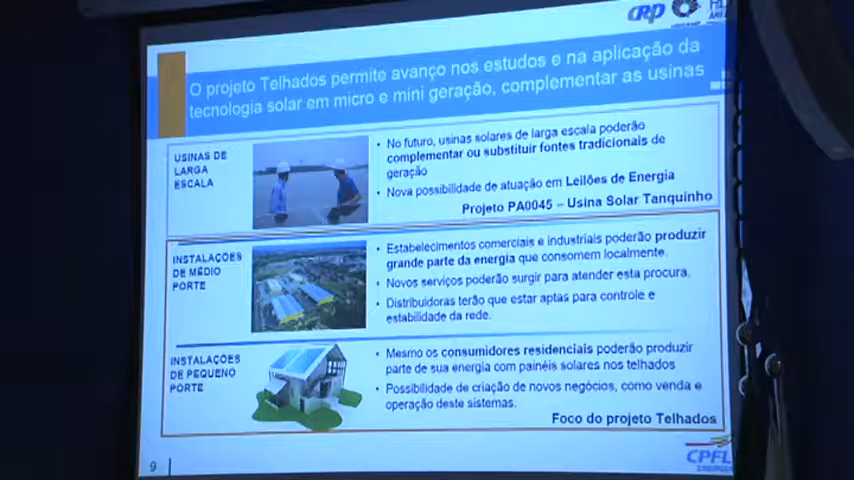 CRP
O projeto Telhados permite avanço nos estudos e na aplicação da
tecnologia solar em micro e mini geração, complementar as usinas
USINAS DE
LARGA
ESCALA
• No futuro, usinas solares de larga escala poderão
complementar ou substituir fontes tradicionais de
geração
• Nova possibilidade de atuação em Leilões de Energia
Projeto PA0045 – Usina Solar Tanquinho
INSTALAÇÕES
DE MÉDIO
PORTE
• Estabelecimentos comerciais e industriais poderão produzir
grande parte da energia que consomem localmente.
• Novos serviços poderão surgir para atender esta procura.
• Distribuidoras terão que estar aptas para controle e
estabilidade da rede.
INSTALAÇÕES
DE PEQUENO
PORTE
• Mesmo os consumidores residenciais poderão produzir
parte de sua energia com painéis solares nos telhados
• Possibilidade de criação de novos negócios, como venda e
operação deste sistemas.
Foco do projeto Telhados
9
CPFL
ENERGIA